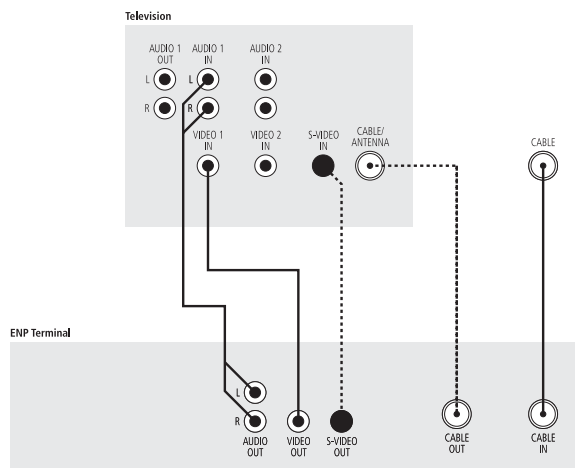 Television
AUDIO 1
OUT
AUDIO 1
IN
AUDIO 2
IN
L
L
R
R
VIDEO 1
IN
VIDEO 2
IN
S-VIDEO
IN
CABLE/
ANTENNA
CABLE
ENP Terminal
L
R
AUDIO
OUT
VIDEO
OUT
S-VIDEO
OUT
CABLE
OUT
CABLE
IN